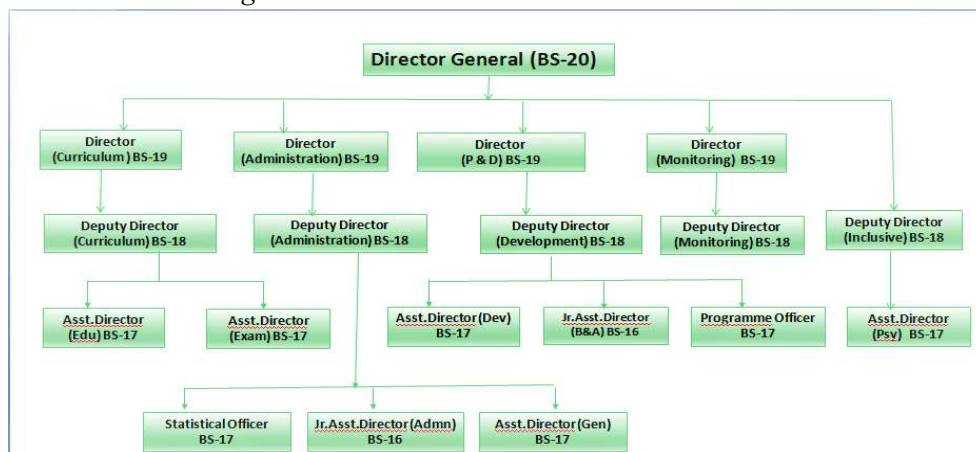 Director General (BS-20)
Director
(Curriculum ) BS-19
Director
(Administration) BS-19
Director
(P & D) BS-19
Director
(Monitoring) BS-19
Deputy Director
(Curriculum) BS-18
Deputy Director
(Administration) BS-18
Deputy Director
(Development) BS-18
Deputy Director
(Monitoring) BS-18
Deputy Director
(Inclusive) BS-18
Asst.Director
(Edu) BS-17
Asst.Director
(Exam) BS-17
Asst.Director (Dev)
BS-17
Jr.Asst.Director
(B&A) BS-16
Programme Officer
BS-17
Asst.Director
(Psy) BS-17
Statistical Officer
BS-17
Jr.Asst.Director (Admn)
BS-16
Asst.Director (Gen)
BS-17